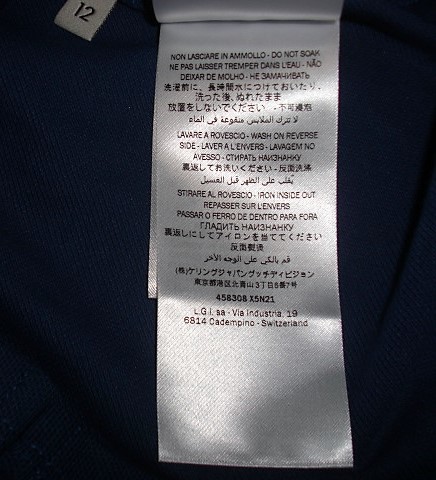 12
NON LASCIARE IN AMMOLLO - DO NOT SOAK
NE PAS LAISSER TREMPER DANS L'EAU - NÃO
DEIXAR DE MOLHO - НЕ ЗАМАЧИВАТЬ
洗濯前に、長時間水につけておいたり、
洗った後、ぬれたまま
放置をしないでください - 不可浸泡
لا تترك الملابس منقوعة في الماء
LAVARE A ROVESCIO - WASH ON REVERSE
SIDE - LAVER A L'ENVERS - LAVAGEM NO
AVESSO - СТИРАТЬ НАИЗНАНКУ
裏返してお洗いください - 反面洗涤
يقلب على الظهر قبل الغسيل
STIRARE AL ROVESCIO - IRON INSIDE OUT
REPASSER SUR L'ENVERS
PASSAR O FERRO DE DENTRO PARA FORA
ГЛАДИТЬ НАИЗНАНКУ
裏返しにしてアイロンを当ててください
反面熨烫
قم بالكي على الوجه الآخر
(株)ケリングジャパングッチディビジョン
東京都港区北青山3丁目6番7号
458308 X5N21
L.G.I. sa - Via Industria, 19
6814 Cadempino - Switzerland